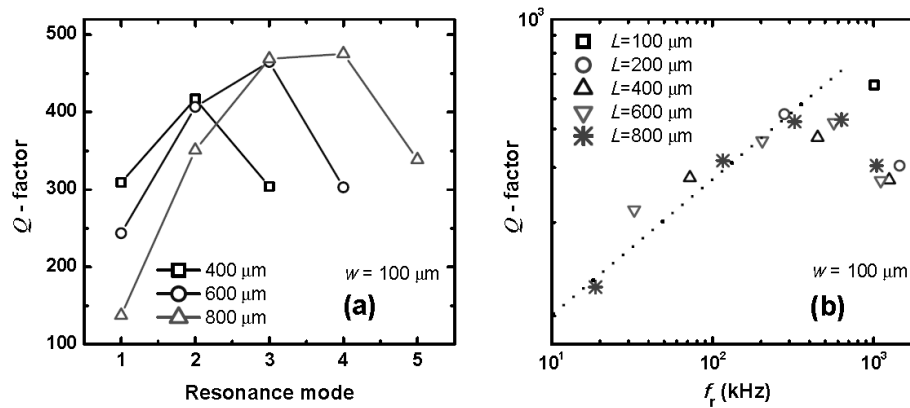 500
400
300
200
100
Q - factor
1
2
3
4
5
Resonance mode
400 μm
600 μm
800 μm
w = 100 μm
(a)
10³
Q - factor
L=100 μm
L=200 μm
L=400 μm
L=600 μm
L=800 μm
w = 100 μm
(b)
10¹
10²
10³
fr (kHz)